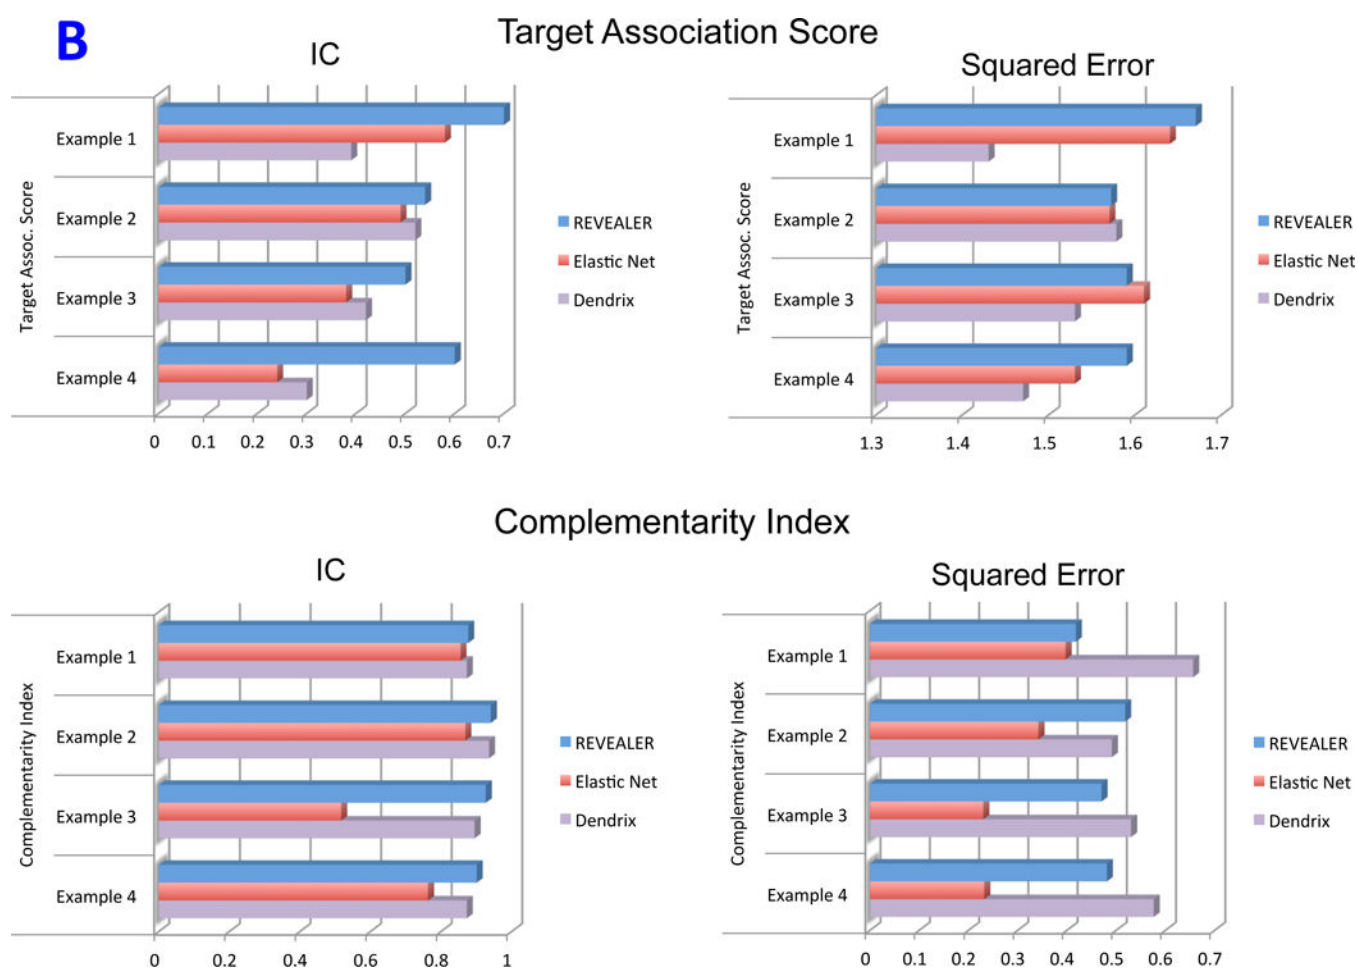 B
Target Association Score
IC
Target Assoc. Score
Example 1
Example 2
Example 3
Example 4
0 0.1 0.2 0.3 0.4 0.5 0.6 0.7
REVEALER
Elastic Net
Dendrix
Squared Error
Target Assoc. Score
Example 1
Example 2
Example 3
Example 4
1.3 1.4 1.5 1.6 1.7
REVEALER
Elastic Net
Dendrix
Complementarity Index
IC
Complementarity Index
Example 1
Example 2
Example 3
Example 4
0 0.2 0.4 0.6 0.8 1
REVEALER
Elastic Net
Dendrix
Squared Error
Complementarity Index
Example 1
Example 2
Example 3
Example 4
0 0.1 0.2 0.3 0.4 0.5 0.6 0.7
REVEALER
Elastic Net
Dendrix